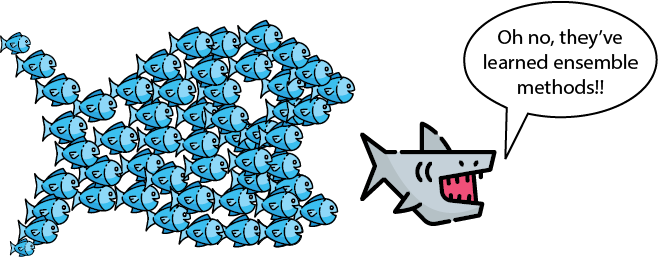 Oh no, they’ve
learned ensemble
methods!!